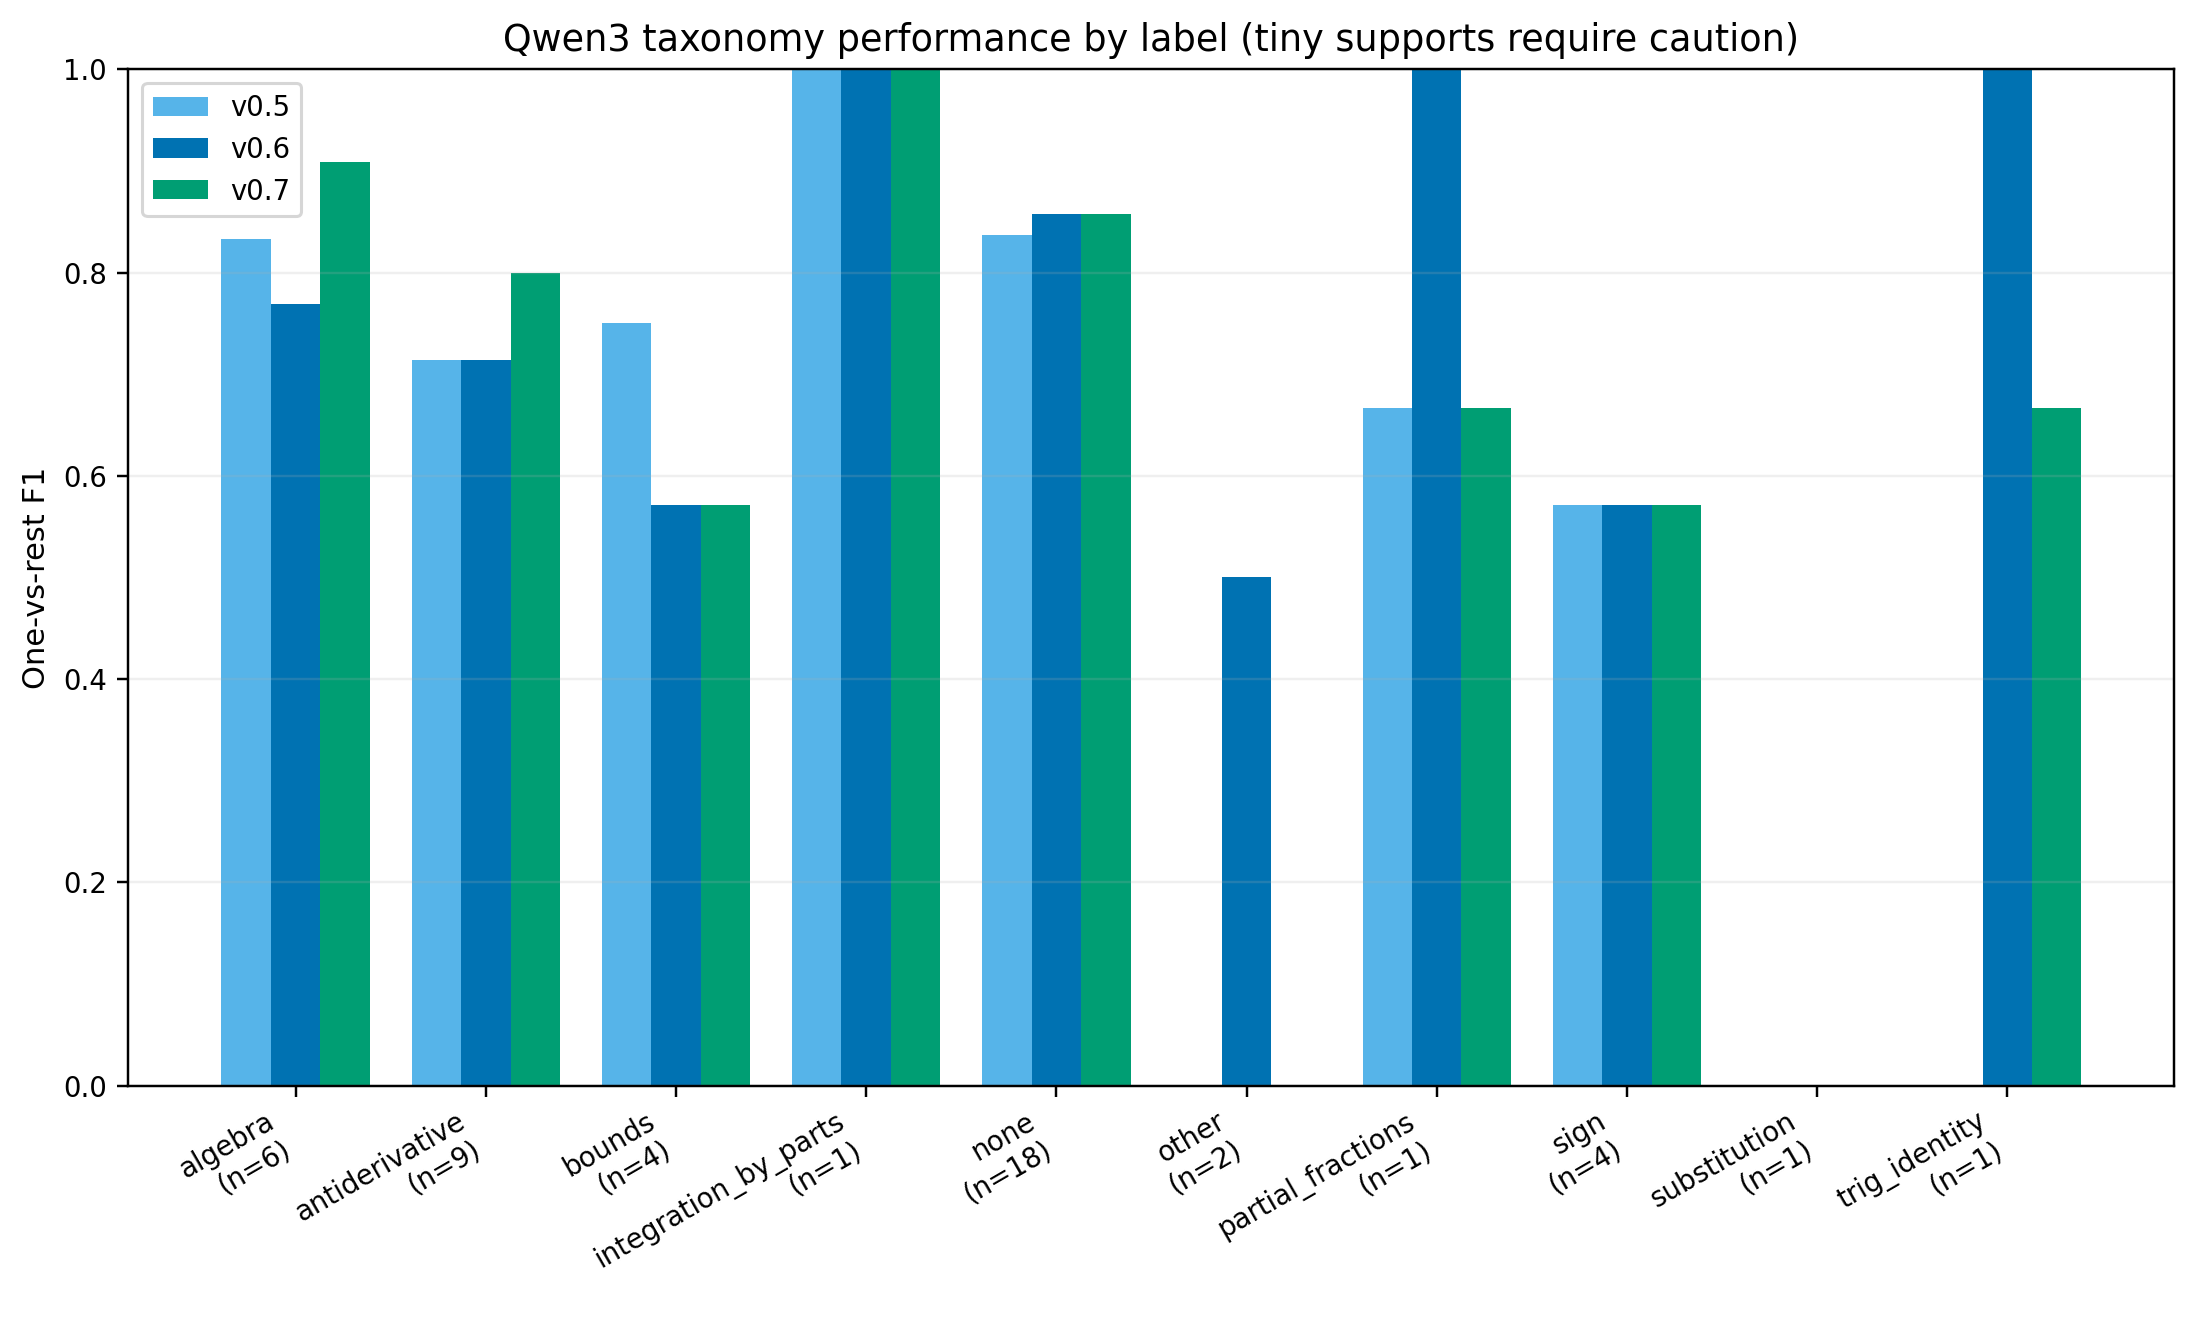 Qwen3 taxonomy performance by label (tiny supports require caution)
v0.5
v0.6
v0.7
One-vs-rest F1
1.0
0.8
0.6
0.4
0.2
0.0
algebra
(n=6)
antiderivative
(n=9)
bounds
(n=4)
integration_by_parts
(n=1)
none
(n=18)
other
(n=2)
partial_fractions
(n=1)
sign
(n=4)
substitution
(n=1)
trig_identity
(n=1)